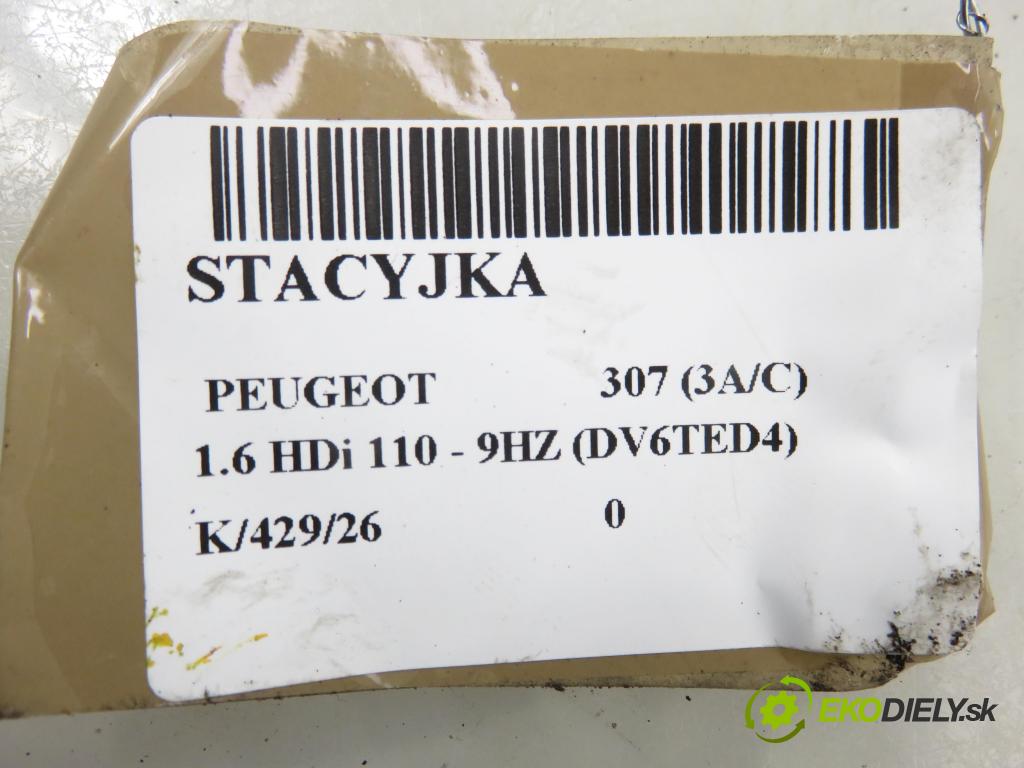 STACYJKA
PEUGEOT 307 (3A/C)
1.6 HDi 110 - 9HZ (DV6TED4)
K/429/26 0
EKODIELY.sk